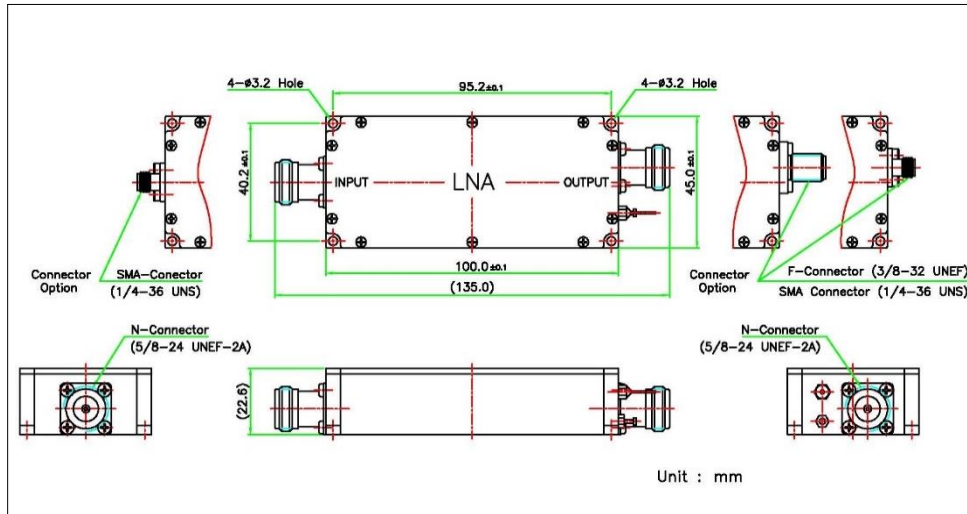 4-ø3.2 Hole
95.2±0.1
4-ø3.2 Hole
40.2±0.1
INPUT
LNA
OUTPUT
45.0±0.1
100.0±0.1
(135.0)
Connector
Option
SMA-Conector
(1/4-36 UNS)
Connector
Option
F-Connector (3/8-32 UNEF)
SMA Connector (1/4-36 UNS)
N-Connector
(5/8-24 UNEF-2A)
(22.6)
N-Connector
(5/8-24 UNEF-2A)
Unit : mm